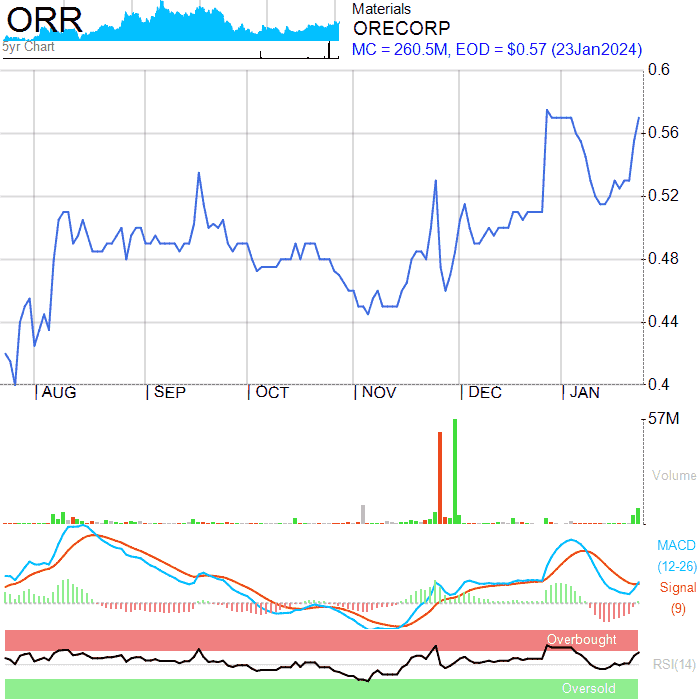 ORR
5yr Chart
Materials
ORECORP
MC = 260.5M, EOD = $0.57 (23Jan2024)
0.6
0.56
0.52
0.48
0.44
0.4
AUG SEP OCT NOV DEC JAN
57M
Volume
MACD
(12-26)
Signal
(9)
Overbought
RSI(14)
Oversold